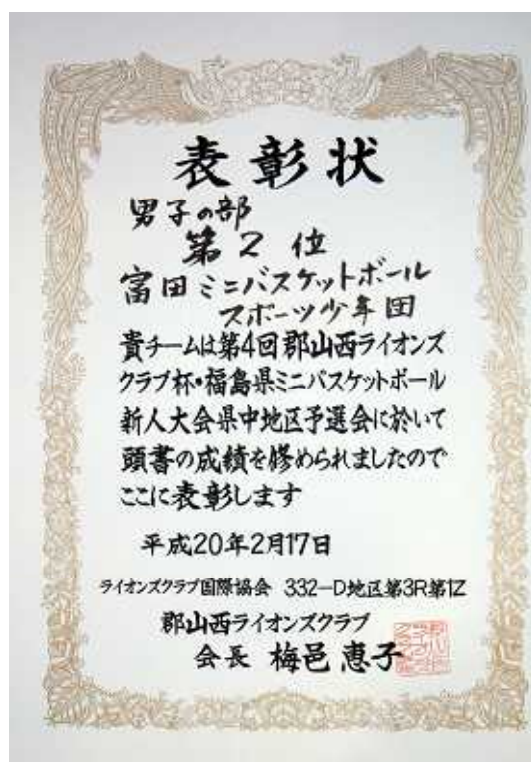 表彰状
男子の部
第2位
富田ミニバスケットボール
スポーツ少年団
貴チームは第4回郡山西ライオンズ
クラブ杯・福島県ミニバスケットボール
新人大会県中地区予選会に於いて
頭書の成績を修められましたので
ここに表彰します
平成20年2月17日
ライオンズクラブ国際協会 332-D地区第3R第1Z
郡山西ライオンズクラブ
会長 梅邑恵子